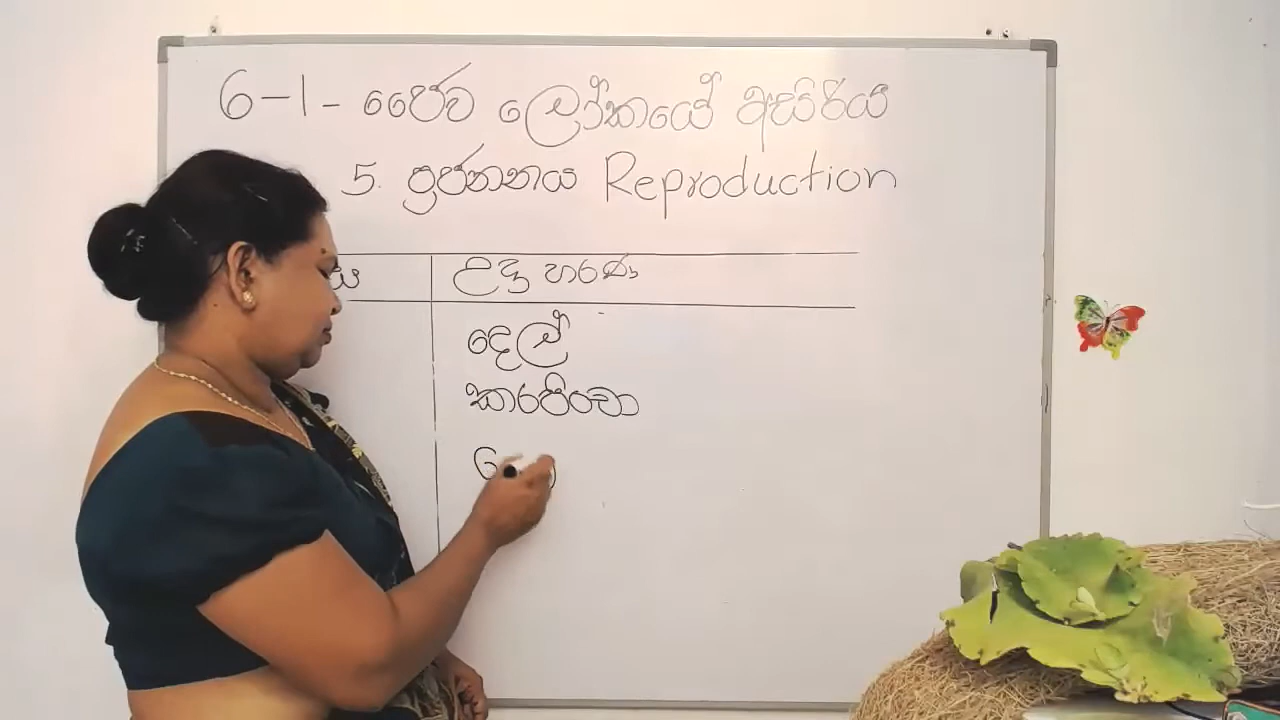 6-1- ජෛව ලෝකයේ අසිරිය
5. ප්‍රජනනය Reproduction
උදාහරණ
දෙල්
කරපිංචා